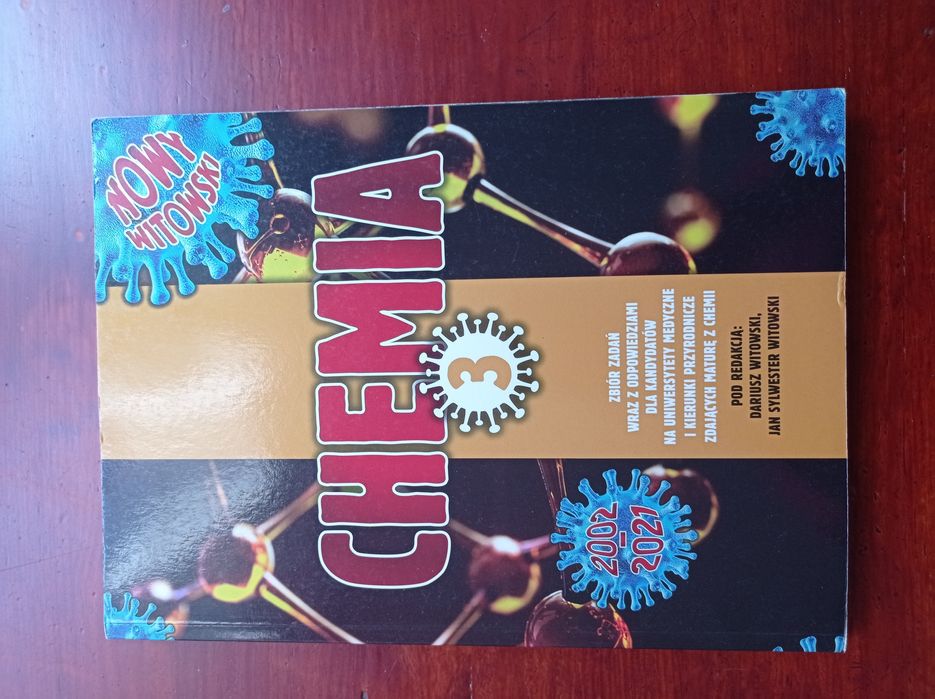 NOWY
WITOWSKI
CHEMIA
3
ZBIÓR ZADAŃ
WRAZ Z ODPOWIEDZIAMI
DLA KANDYDATÓW
NA UNIWERSYTETY MEDYCZNE
I KIERUNKI PRZYRODNICZE
ZDAJĄCYCH MATURĘ Z CHEMII
POD REDAKCJĄ:
DARIUSZ WITOWSKI,
JAN SYLWESTER WITOWSKI
2002
-
2021